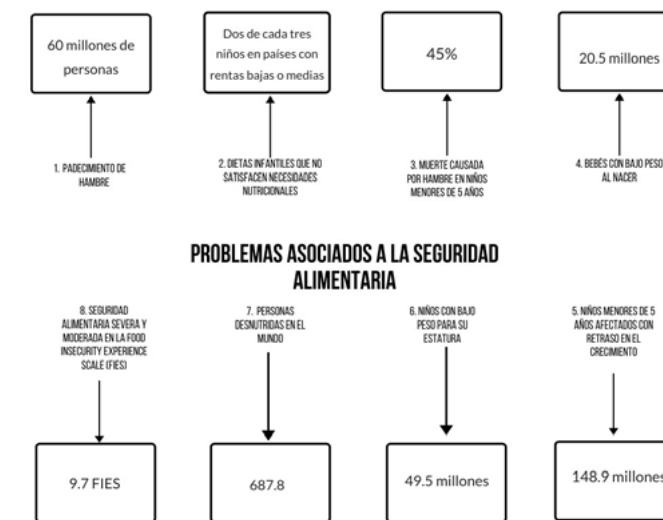 60 millones de
personas
Dos de cada tres
niños en países con
rentas bajas o medias
45%
20.5 millones
1. PADECIMIENTO DE
HAMBRE
2. DIETAS INFANTILES QUE NO
SATISFACEN NECESIDADES
NUTRICIONALES
3. MUERTE CAUSADA
POR HAMBRE EN NIÑOS
MENORES DE 5 AÑOS
4. BEBÉS CON BAJO PESO
AL NACER
PROBLEMAS ASOCIADOS A LA SEGURIDAD
ALIMENTARIA
8. SEGURIDAD
ALIMENTARIA SEVERA Y
MODERADA EN LA FOOD
INSECURITY EXPERIENCE
SCALE (FIES)
7. PERSONAS
DESNUTRIDAS EN EL
MUNDO
6. NIÑOS CON BAJO
PESO PARA SU
ESTATURA
5. NIÑOS MENORES DE 5
AÑOS AFECTADOS CON
RETRASO EN EL
CRECIMIENTO
9.7 FIES
687.8
49.5 millones
148.9 millones